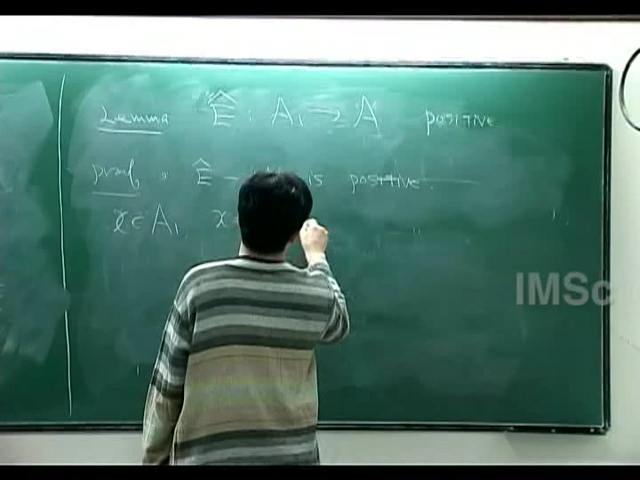 Lemma Ê : A₁ → A positive
proof. Ê - is positive.
x ∈ A₁, x
IMSc